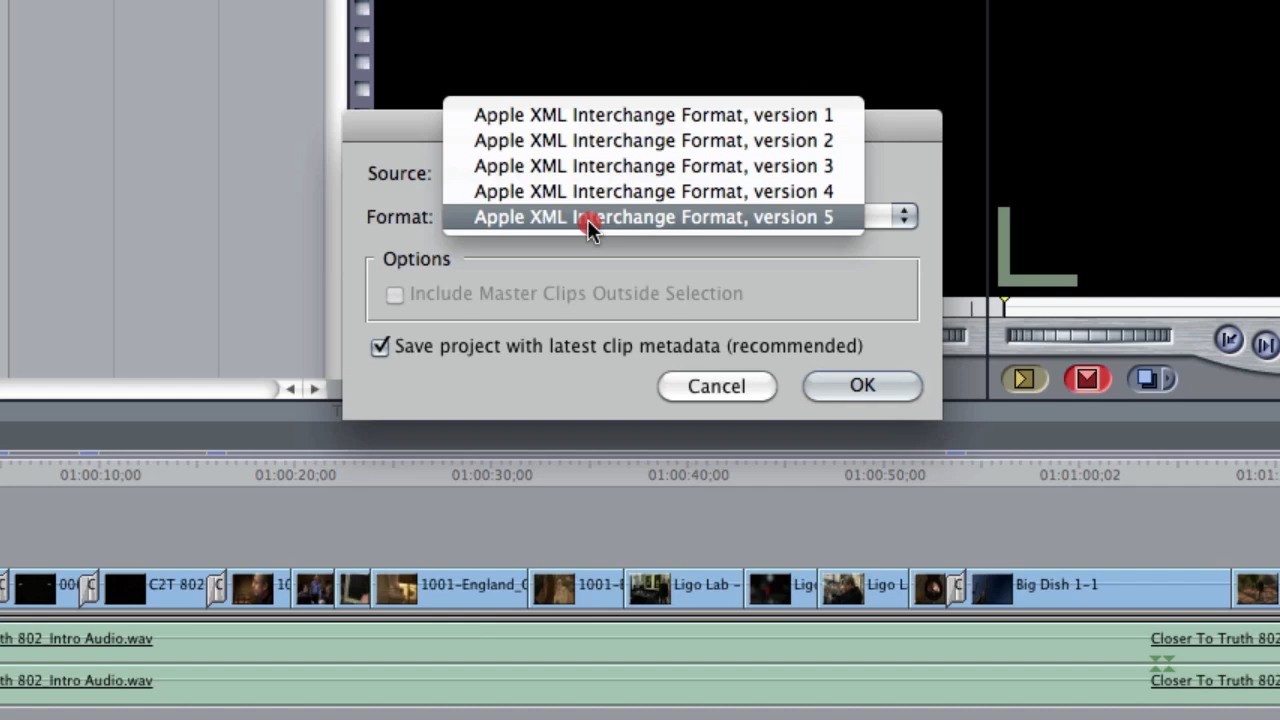 Apple XML Interchange Format, version 1
Apple XML Interchange Format, version 2
Apple XML Interchange Format, version 3
Source:
Apple XML Interchange Format, version 4
Format:
Apple XML Interchange Format, version 5
Options
Include Master Clips Outside Selection
Save project with latest clip metadata (recommended)
Cancel
OK
01:00:10;00
01:00:20;00
01:00:30;00
01:00:40;00
01:00:50;00
01:01:00;02
01:01:
C2T 802
1001-England_
1001-
Ligo Lab -
Ligo L
Big Dish 1-1
th 802_Intro Audio.wav
Closer To Truth 802
th 802_Intro Audio.wav
Closer To Truth 802